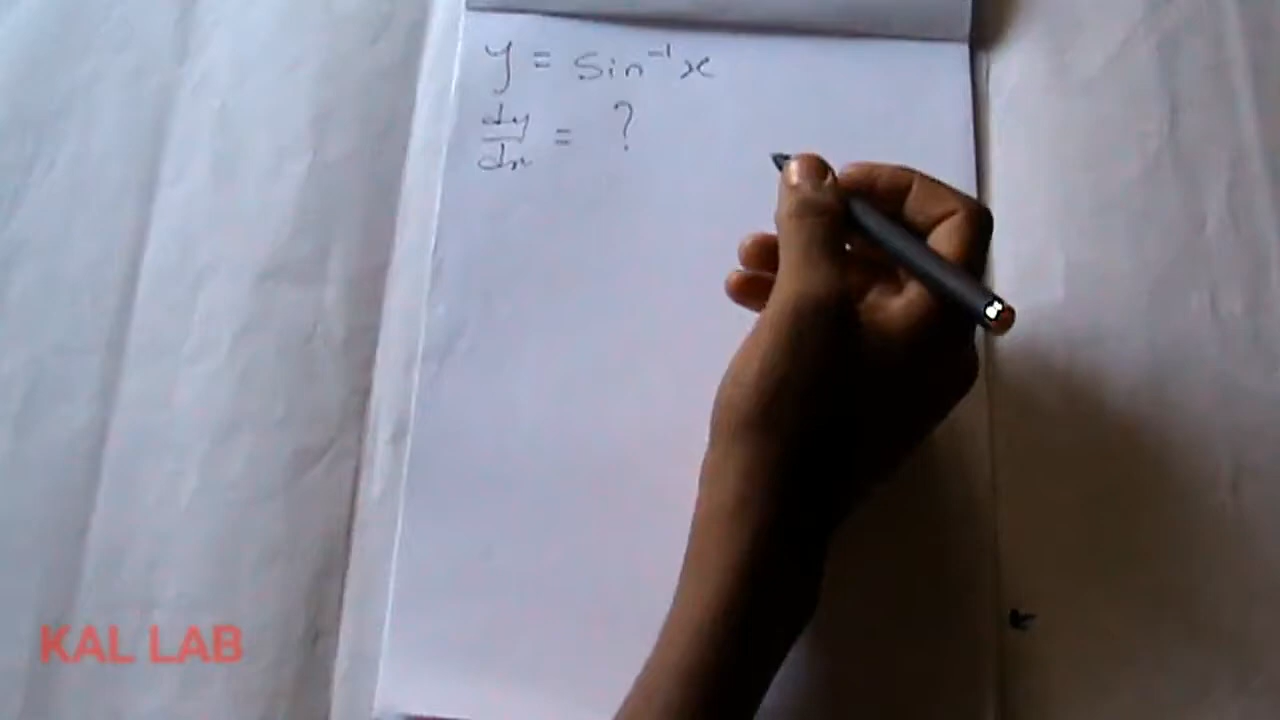 y = sin⁻¹x
dy/dx = ?
KAL LAB